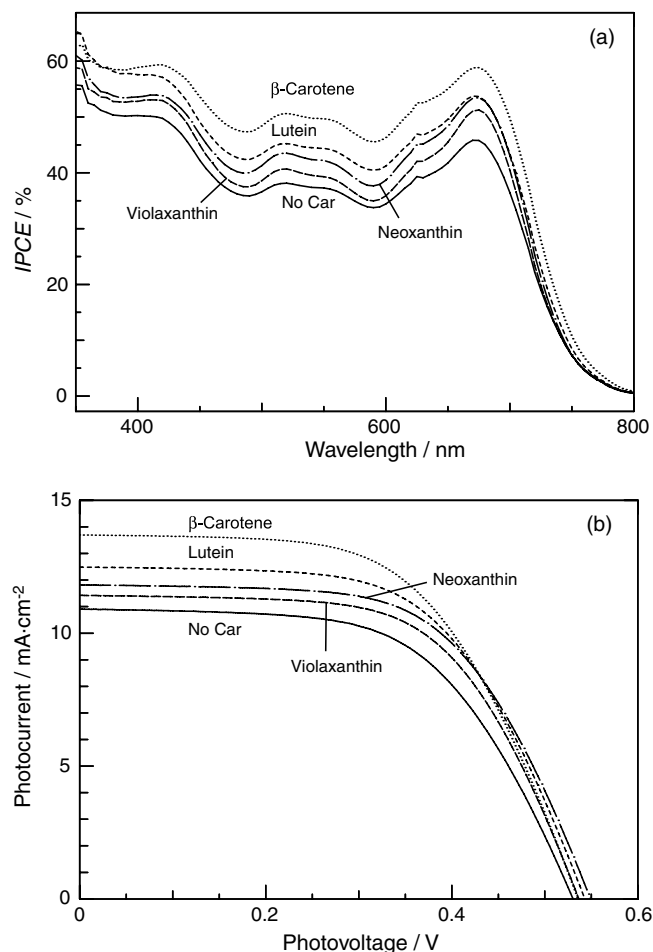 (a)
60
β-Carotene
IPCE / %
Lutein
40
Violaxanthin
No Car
Neoxanthin
20
0
400
500
600
800
Wavelength / nm
15
(b)
β-Carotene
Lutein
Neoxanthin
10
No Car
Violaxanthin
Photocurrent / mA·cm-2
5
0
0
0.2
0.4
0.6
Photovoltage / V